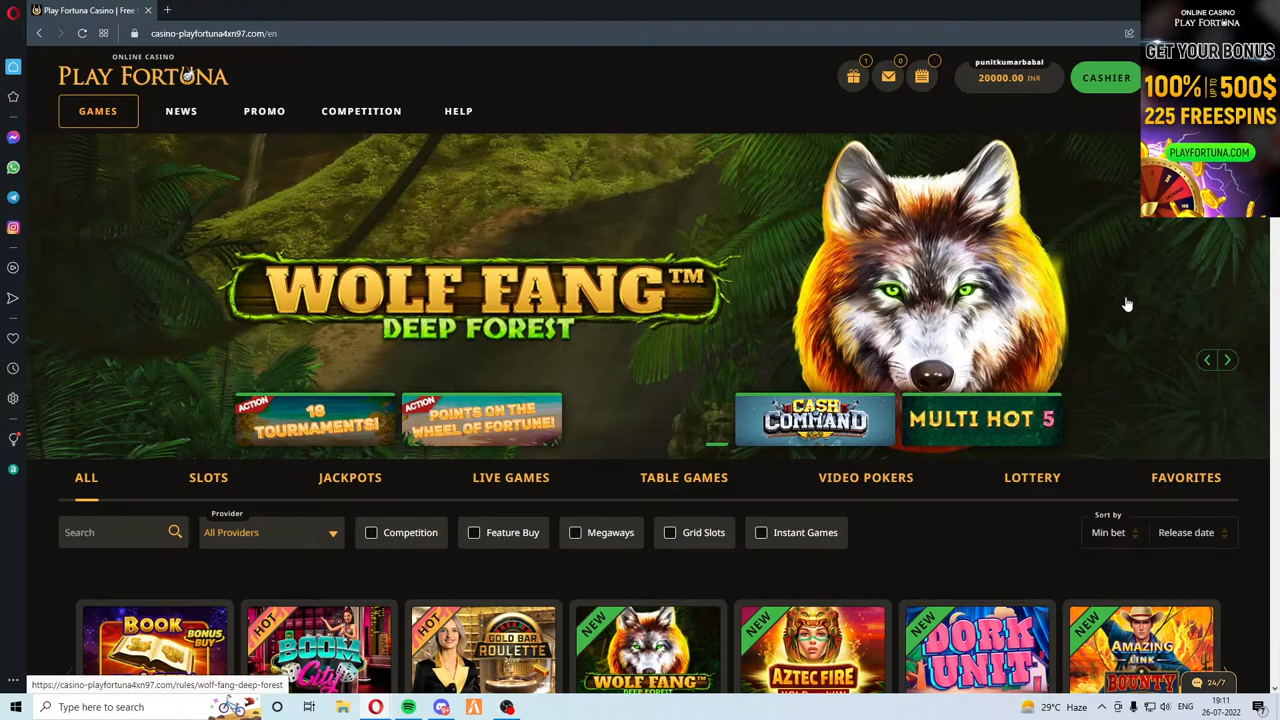 Play Fortuna Casino | Free
casino-playfortuna4xn97.com/en
ONLINE CASINO
PLAY FORTUNA
1
0
punitkumarbabal
20000.00 INR
CASHIER
GAMES
NEWS
PROMO
COMPETITION
HELP
ONLINE CASINO
PLAY FORTUNA
GET YOUR BONUS
100% UP TO 500$
225 FREESPINS
PLAYFORTUNA.COM
WOLF FANG™
DEEP FOREST
ACTION
18
TOURNAMENTS!
ACTION
POINTS ON THE
WHEEL OF FORTUNE!
CASH
COMMAND
MULTI HOT 5
ALL
SLOTS
JACKPOTS
LIVE GAMES
TABLE GAMES
VIDEO POKERS
LOTTERY
FAVORITES
Search
Provider
All Providers
Competition
Feature Buy
Megaways
Grid Slots
Instant Games
Sort by
Min bet
Release date
BOOK
BONUS
BUY
HOT
BOOM
CITY
HOT
GOLD BAR
ROULETTE
NEW
WOLF FANG
DEEP FOREST
NEW
AZTEC FIRE
NEW
DORK
UNIT
NEW
AMAZING
LINK
BOUNTY
24/7
https://casino-playfortuna4xn97.com/rules/wolf-fang-deep-forest
Type here to search
29°C Haze
19:11
26-07-2022
7